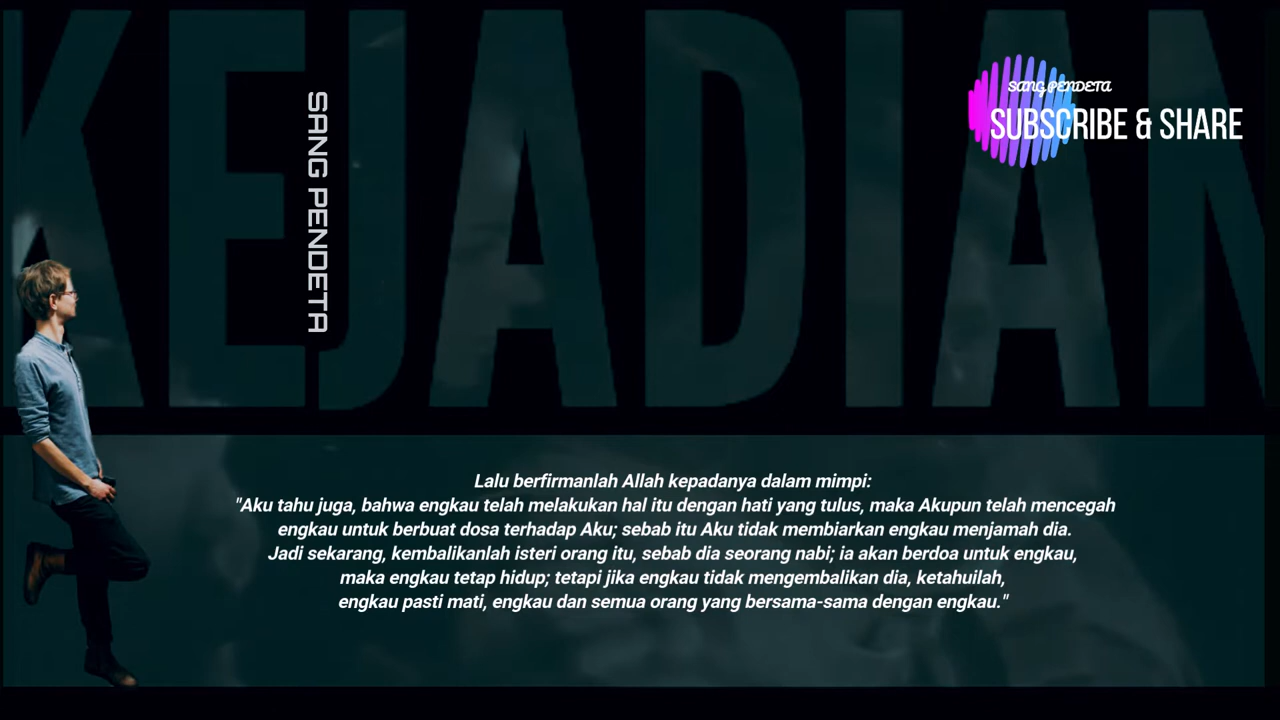 KEJADIAN
SANG PENDETA
SANG PENDETA
SUBSCRIBE & SHARE
Lalu berfirmanlah Allah kepadanya dalam mimpi:
"Aku tahu juga, bahwa engkau telah melakukan hal itu dengan hati yang tulus, maka Akupun telah mencegah
engkau untuk berbuat dosa terhadap Aku; sebab itu Aku tidak membiarkan engkau menjamah dia.
Jadi sekarang, kembalikanlah isteri orang itu, sebab dia seorang nabi; ia akan berdoa untuk engkau,
maka engkau tetap hidup; tetapi jika engkau tidak mengembalikan dia, ketahuilah,
engkau pasti mati, engkau dan semua orang yang bersama-sama dengan engkau."